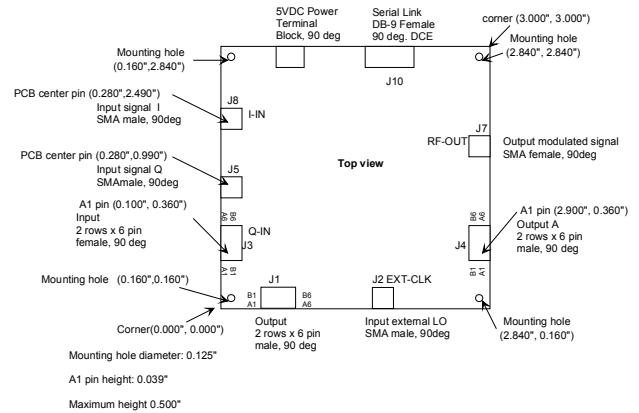 5VDC Power
Terminal
Block, 90 deg
Serial Link
DB-9 Female
90 deg. DCE
corner (3.000", 3.000")
Mounting hole
(2.840", 2.840")
Mounting hole
(0.160",2.840")
J10
PCB center pin (0.280",2.490")
Input signal I
SMA male, 90deg
J8
I-IN
J7
RF-OUT
Output modulated signal
SMA female, 90deg
PCB center pin (0.280",0.990")
Input signal Q
SMAmale, 90deg
J5
Top view
A1 pin (0.100", 0.360")
Input
2 rows x 6 pin
female, 90 deg
A6
B6
Q-IN
J3
A1
B1
B6
A6
J4
B1
A1
A1 pin (2.900", 0.360")
Output A
2 rows x 6 pin
male, 90 deg
Mounting hole (0.160",0.160")
J1
B1
A1
B6
A6
J2 EXT-CLK
Corner(0.000", 0.000")
Output
2 rows x 6 pin
male, 90 deg
Input external LO
SMA male, 90deg
Mounting hole
(2.840", 0.160")
Mounting hole diameter: 0.125"
A1 pin height: 0.039"
Maximum height 0.500"